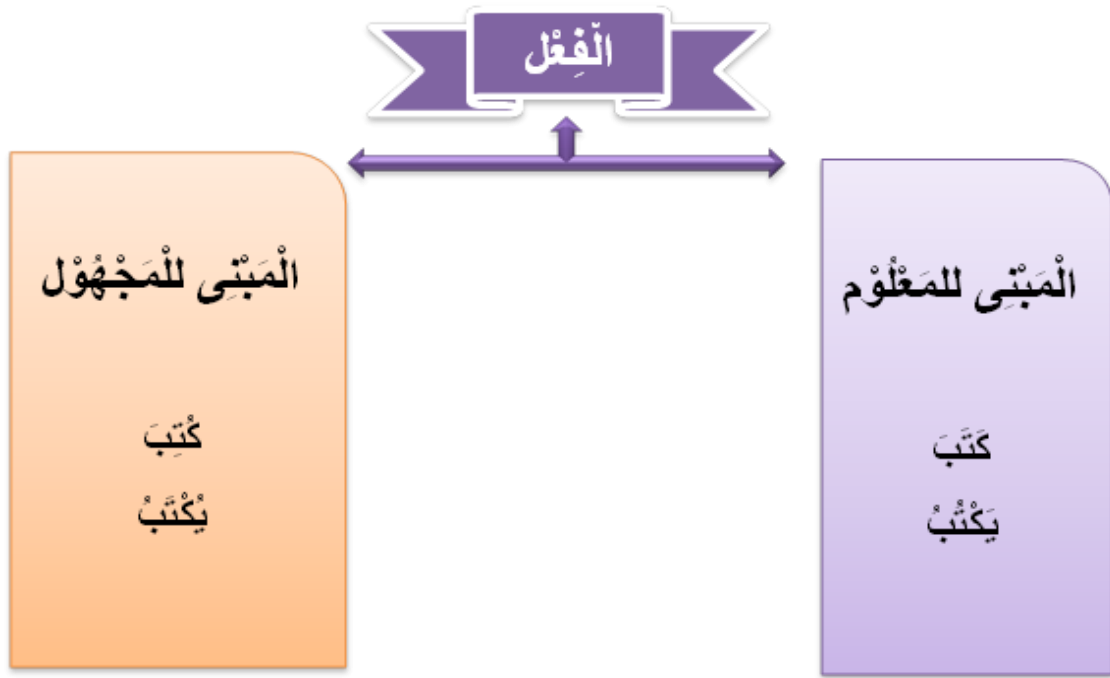 الْفِعْل
الْمَبْنِى للمَعْلُوْم
كَتَبَ
يَكْتُبُ
الْمَبْنِى للْمَجْهُوْل
كُتِبَ
يُكْتَبُ